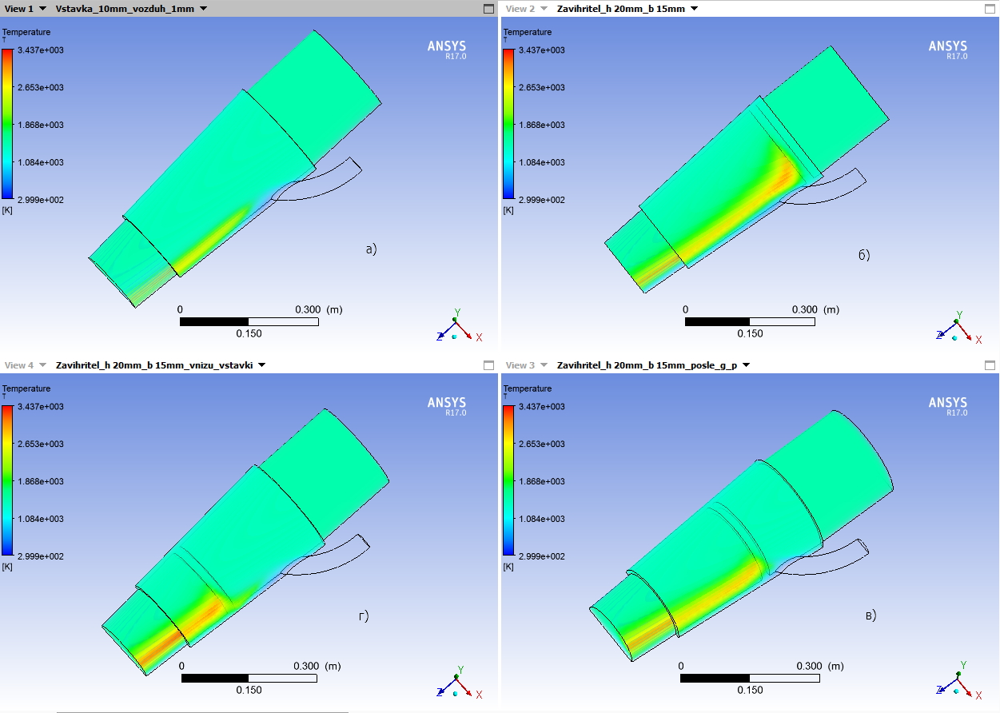 View 1 Vstavka_10mm_vozduh_1mm
Temperature
T
3.437e+003
2.653e+003
1.868e+003
1.084e+003
2.999e+002
[K]
ANSYS
R17.0
а)
0 0.300 (m)
0.150
Y
Z X
View 2 Zavihritel_h 20mm_b 15mm
Temperature
T
3.437e+003
2.653e+003
1.868e+003
1.084e+003
2.999e+002
[K]
ANSYS
R17.0
б)
0 0.300 (m)
0.150
Y
Z X
View 4 Zavihritel_h 20mm_b 15mm_vnizu_vstavki
Temperature
T
3.437e+003
2.653e+003
1.868e+003
1.084e+003
2.999e+002
[K]
ANSYS
R17.0
г)
0 0.300 (m)
0.150
Y
Z X
View 3 Zavihritel_h 20mm_b 15mm_posle_g_p
Temperature
T
3.437e+003
2.653e+003
1.868e+003
1.084e+003
2.999e+002
[K]
ANSYS
R17.0
в)
0 0.300 (m)
0.150
Y
Z X